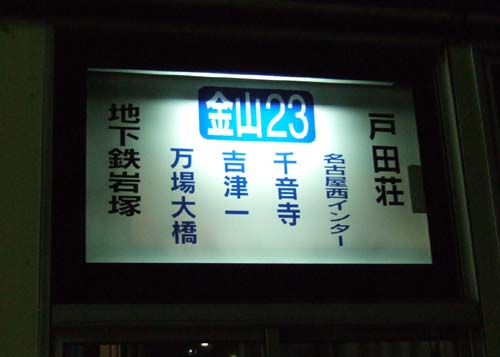 金山23
戸田荘
名古屋西インター
千音寺
吉津一
万場大橋
地下鉄岩塚